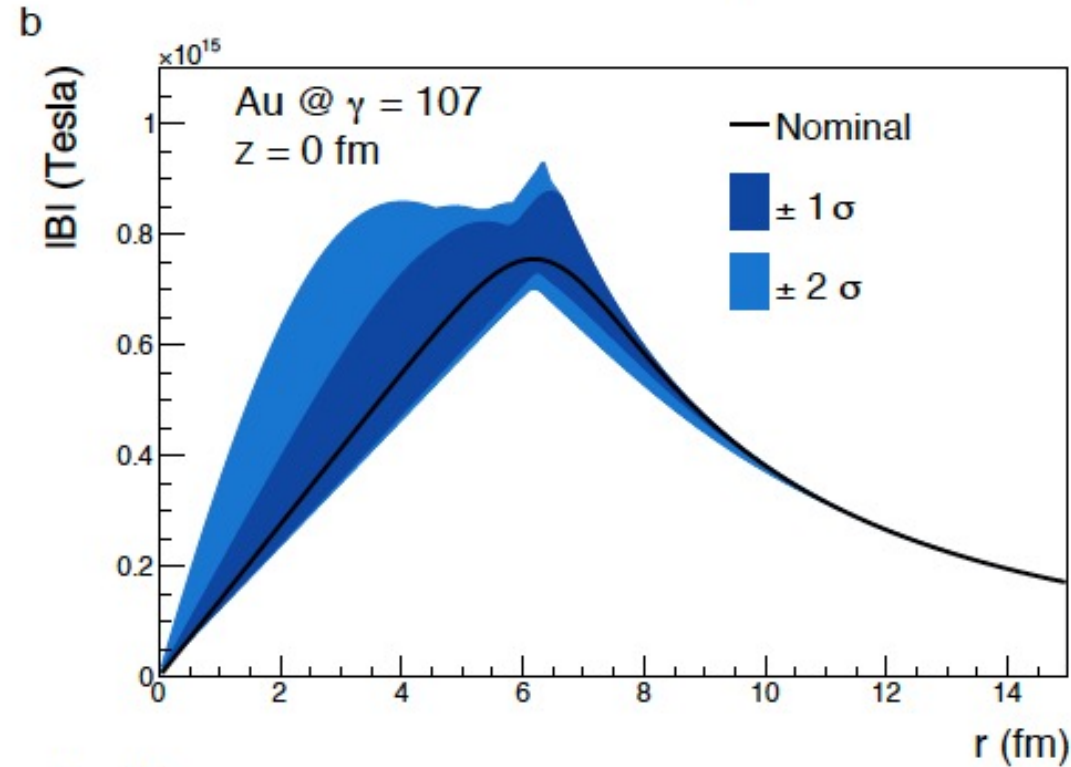 b
×10¹⁵
|B| (Tesla)
Au @ γ = 107
z = 0 fm
Nominal
± 1 σ
± 2 σ
1
0.8
0.6
0.4
0.2
0
0 2 4 6 8 10 12 14
r (fm)